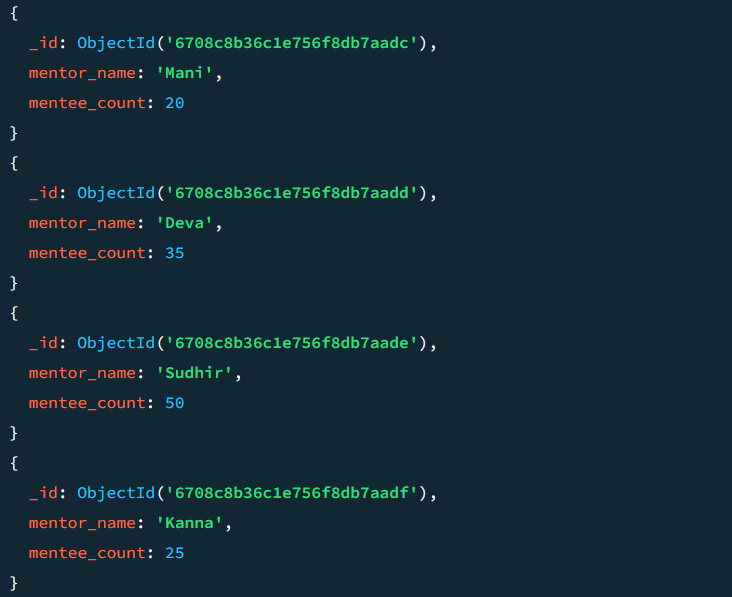 {
_id: ObjectId('6708c8b36c1e756f8db7aadc'),
mentor_name: 'Mani',
mentee_count: 20
}
{
_id: ObjectId('6708c8b36c1e756f8db7aadd'),
mentor_name: 'Deva',
mentee_count: 35
}
{
_id: ObjectId('6708c8b36c1e756f8db7aade'),
mentor_name: 'Sudhir',
mentee_count: 50
}
{
_id: ObjectId('6708c8b36c1e756f8db7aadf'),
mentor_name: 'Kanna',
mentee_count: 25
}